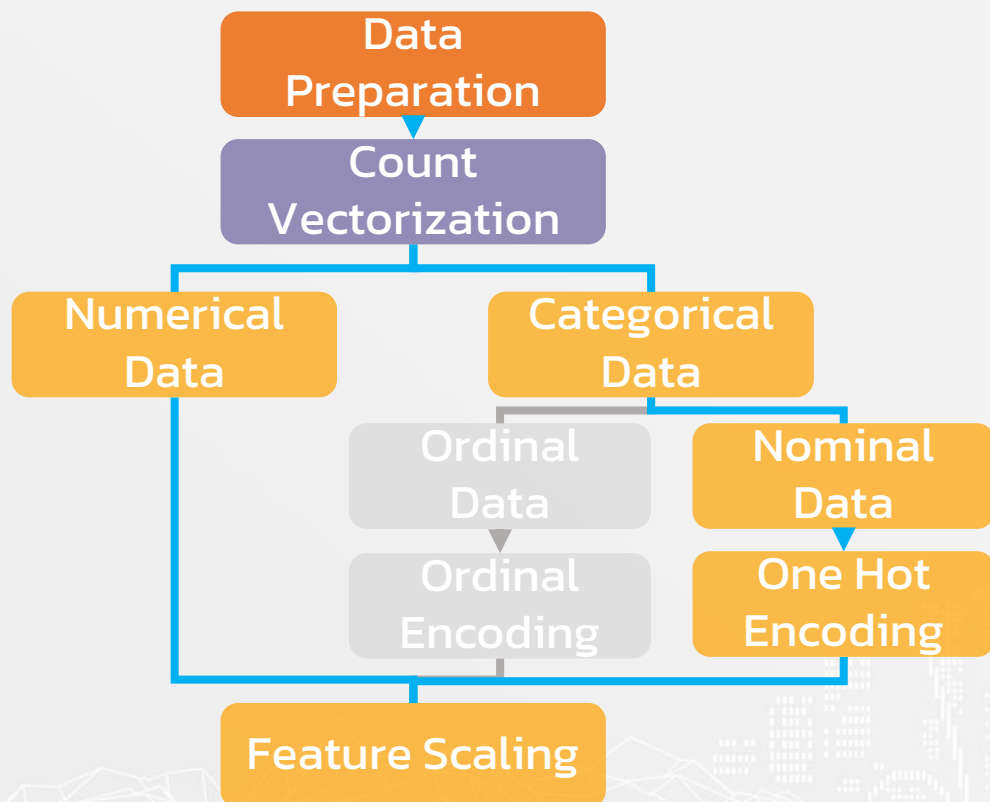 Data
Preparation
Count
Vectorization
Numerical
Data
Categorical
Data
Ordinal
Data
Nominal
Data
Ordinal
Encoding
One Hot
Encoding
Feature Scaling